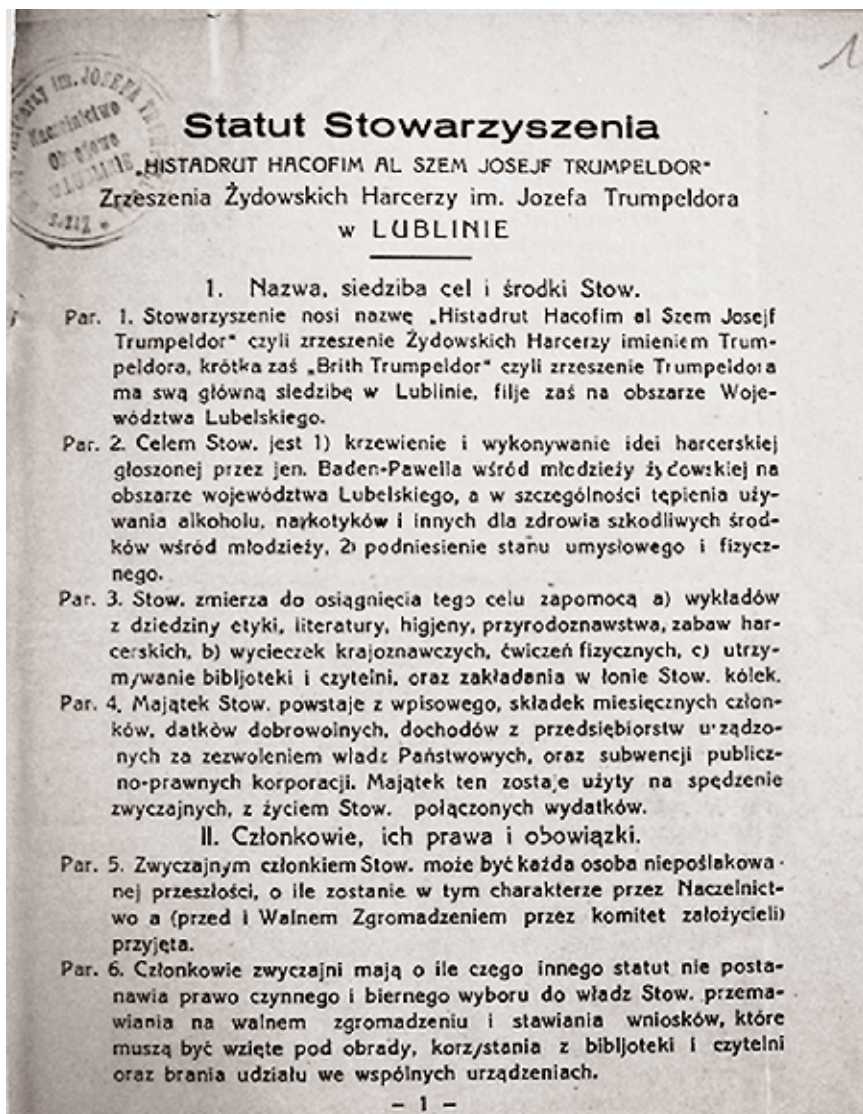 1
im. JOSEFA
Statut Stowarzyszenia
„HISTADRUT HACOFIM AL SZEM JOSEJF TRUMPELDOR"
Zrzeszenia Żydowskich Harcerzy im. Jozefa Trumpeldora
w LUBLINIE
1. Nazwa, siedziba cel i środki Stow.
Par. 1. Stowarzyszenie nosi nazwę „Histadrut Hacofim al Szem Josejf
Trumpeldor" czyli zrzeszenie Żydowskich Harcerzy imieniem Trum-
peldora, krótka zaś „Brith Trumpeldor" czyli zrzeszenie Trumpeldora
ma swą główną siedzibę w Lublinie, filje zaś na obszarze Woje-
wództwa Lubelskiego.
Par. 2. Celem Stow. jest 1) krzewienie i wykonywanie idei harcerskiej
głoszonej przez jen. Baden-Pawella wśród młodzieży żydowskiej na
obszarze województwa Lubelskiego, a w szczególności tępienia uży-
wania alkoholu, narkotyków i innych dla zdrowia szkodliwych środ-
ków wśród młodzieży, 2) podniesienie stanu umysłowego i fizycz-
nego.
Par. 3. Stow. zmierza do osiągnięcia tego celu zapomocą a) wykładów
z dziedziny etyki, literatury, higjeny, przyrodoznawstwa, zabaw har-
cerskich, b) wycieczek krajoznawczych, ćwiczeń fizycznych, c) utrzy-
mywanie bibljoteki i czytelni, oraz zakładania w łonie Stow. kółek.
Par. 4. Majątek Stow. powstaje z wpisowego, składek miesięcznych człon-
ków, datków dobrowolnych, dochodów z przedsiębiorstw urządzo-
nych za zezwoleniem władz Państwowych, oraz subwencji publicz-
no-prawnych korporacji. Majątek ten zostaje użyty na spędzenie
zwyczajnych, z życiem Stow. połączonych wydatków.
II. Członkowie, ich prawa i obowiązki.
Par. 5. Zwyczajnym członkiem Stow. może być każda osoba niepoślakowa-
nej przeszłości, o ile zostanie w tym charakterze przez Naczelnict-
wo a (przed I Walnem Zgromadzeniem przez komitet założycieli)
przyjęta.
Par. 6. Członkowie zwyczajni mają o ile czego innego statut nie posta-
nawia prawo czynnego i biernego wyboru do władz Stow. przema-
wiania na walnem zgromadzeniu i stawiania wniosków, które
muszą być wzięte pod obrady, korzystania z bibljoteki i czytelni
oraz brania udziału we wspólnych urządzeniach.
– 1 –